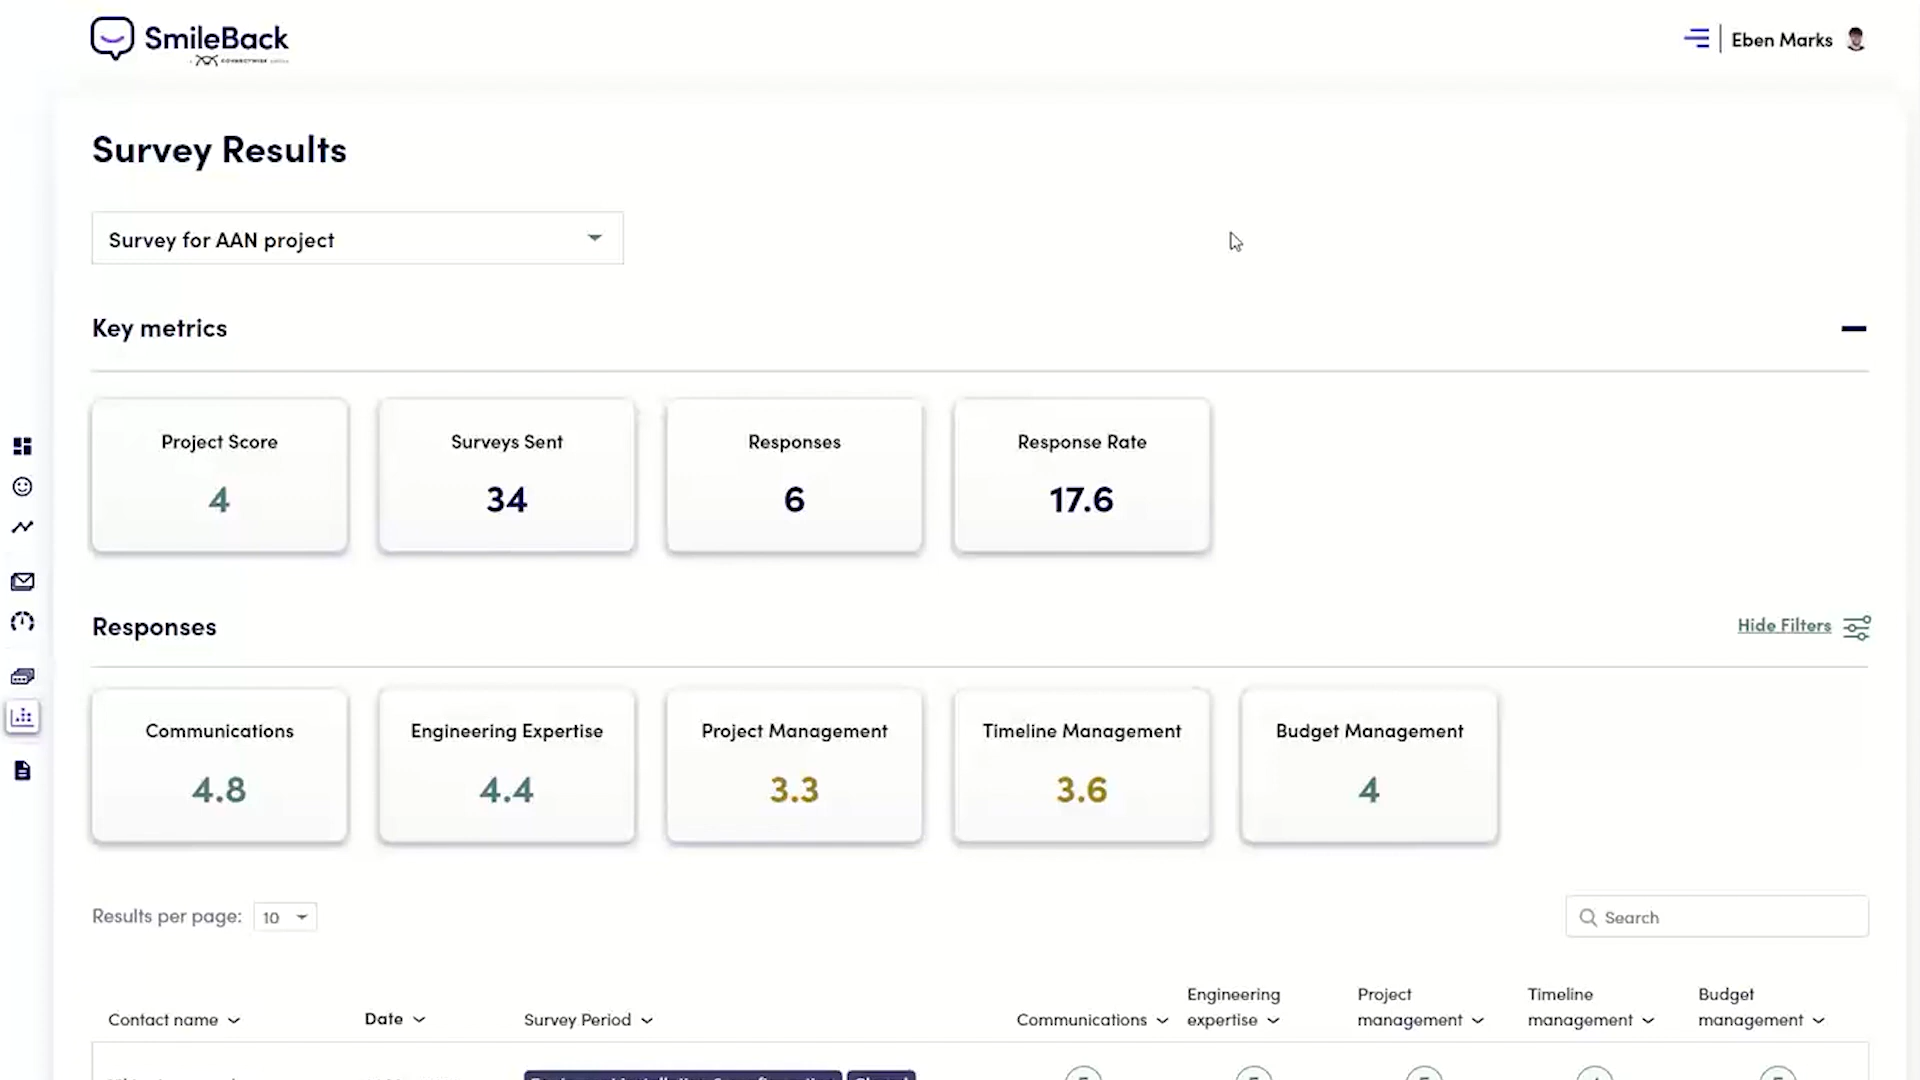 SmileBack
CONNECTWISE
Eben Marks
Survey Results
Survey for AAN project
Key metrics
Project Score
Surveys Sent
Responses
Response Rate
4
34
6
17.6
Responses
Hide Filters
Communications
Engineering Expertise
Project Management
Timeline Management
Budget Management
4.8
4.4
3.3
3.6
4
Results per page: 10
Search
Contact name
Date
Survey Period
Communications
Engineering expertise
Project management
Timeline management
Budget management